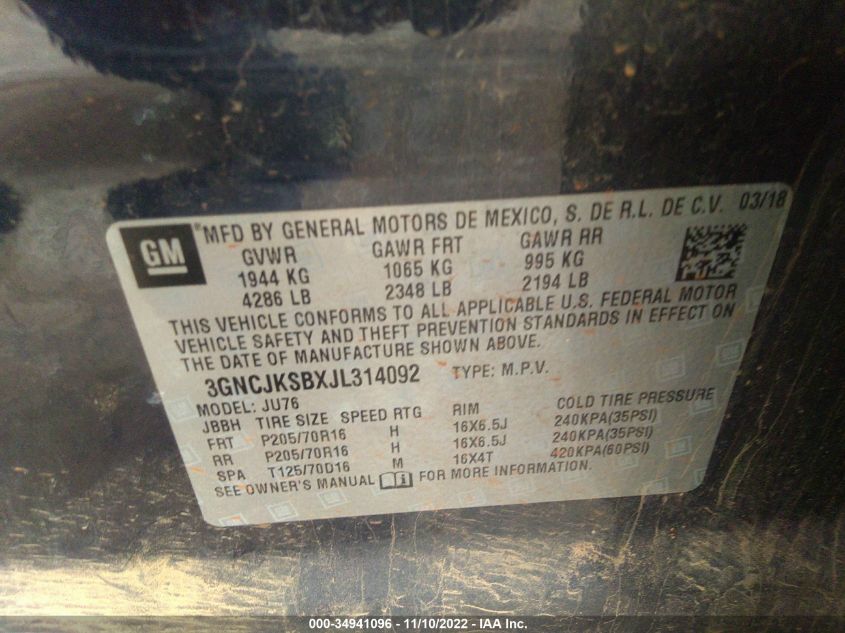 GM
®MFD BY GENERAL MOTORS DE MEXICO, S. DE R.L. DE C.V. 03/18
GVWR GAWR FRT GAWR RR
1944 KG 1065 KG 995 KG
4286 LB 2348 LB 2194 LB
THIS VEHICLE CONFORMS TO ALL APPLICABLE U.S. FEDERAL MOTOR
VEHICLE SAFETY AND THEFT PREVENTION STANDARDS IN EFFECT ON
THE DATE OF MANUFACTURE SHOWN ABOVE.
3GNCJKSBXJL314092 TYPE: M.P.V.
MODEL: JU76
JBBH TIRE SIZE SPEED RTG RIM COLD TIRE PRESSURE
FRT P205/70R16 H 16X6.5J 240KPA(35PSI)
RR P205/70R16 H 16X6.5J 240KPA(35PSI)
SPA T125/70D16 M 16X4T 420KPA(60PSI)
SEE OWNER'S MANUAL i FOR MORE INFORMATION.
000-34941096 - 11/10/2022 - IAA Inc.